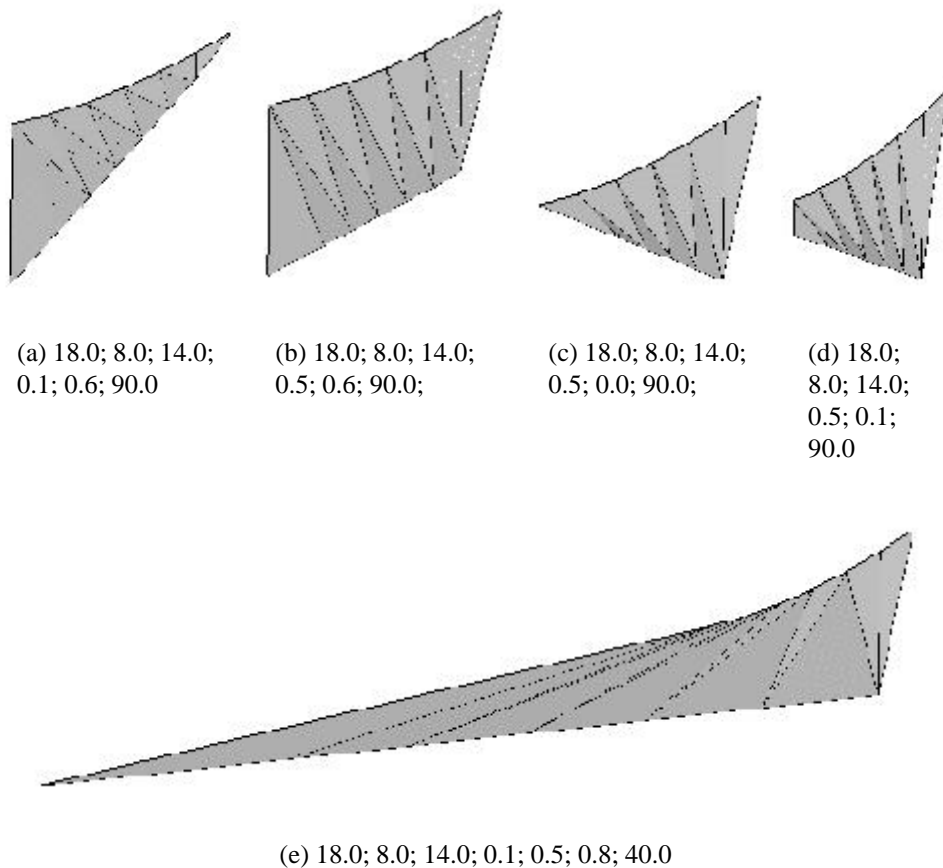 (a) 18.0; 8.0; 14.0;
0.1; 0.6; 90.0
(b) 18.0; 8.0; 14.0;
0.5; 0.6; 90.0;
(c) 18.0; 8.0; 14.0;
0.5; 0.0; 90.0;
(d) 18.0;
8.0; 14.0;
0.5; 0.1;
90.0
(e) 18.0; 8.0; 14.0; 0.1; 0.5; 0.8; 40.0